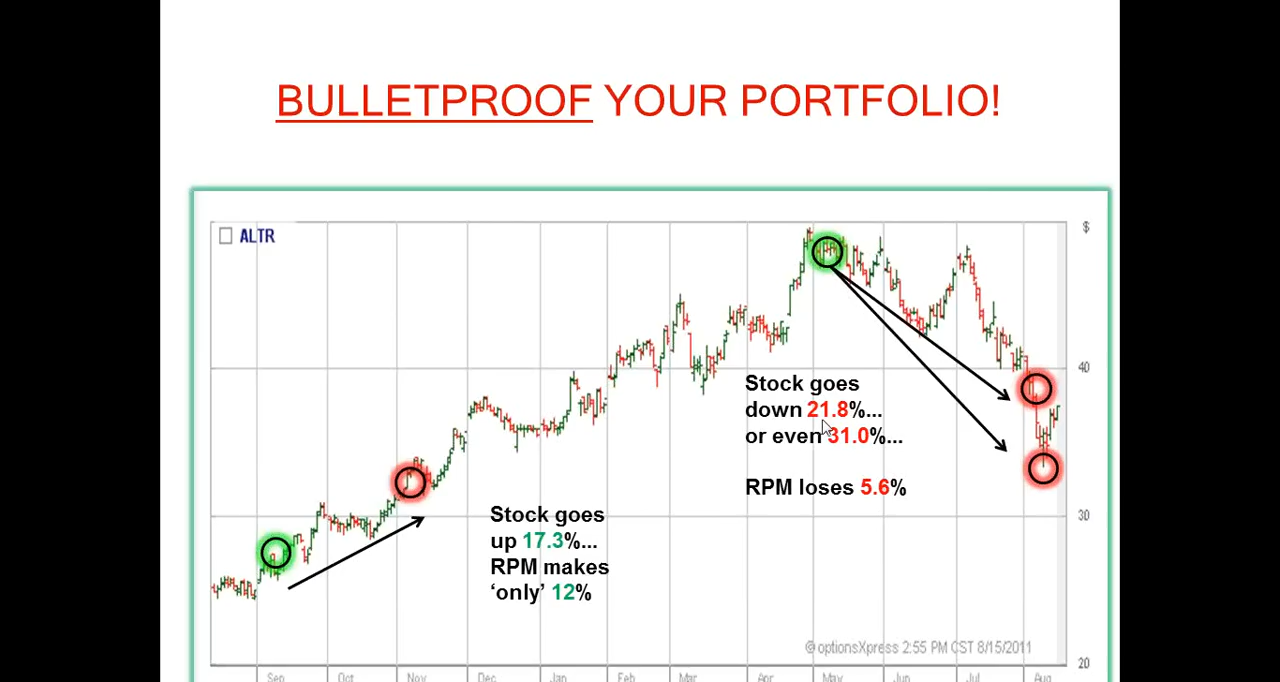 BULLETPROOF YOUR PORTFOLIO!
ALTR
$
40
Stock goes
down 21.8%...
or even 31.0%...
RPM loses 5.6%
30
Stock goes
up 17.3%...
RPM makes
‘only’ 12%
@ optionsXpress 2:55 PM CST 8/15/2011
20
Sep Oct Nov Dec Jan Feb Mar Apr May Jun Jul Aug